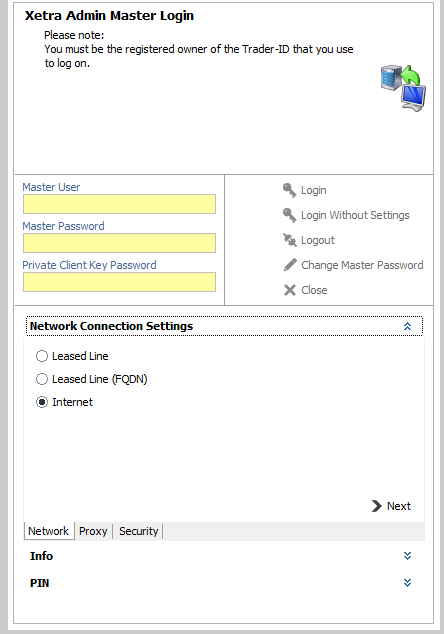 Xetra Admin Master Login
Please note:
You must be the registered owner of the Trader-ID that you use
to log on.
Master User
Master Password
Private Client Key Password
Login
Login Without Settings
Logout
Change Master Password
Close
Network Connection Settings
Leased Line
Leased Line (FQDN)
Internet
Next
Network Proxy Security
Info
PIN